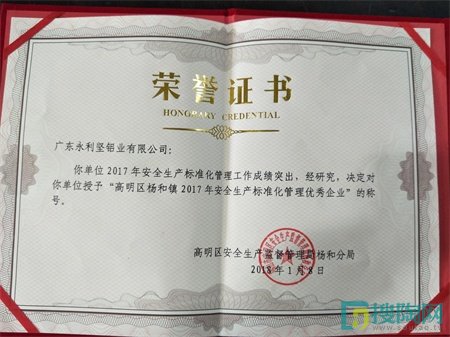 荣誉证书
HONORARY CREDENTIAL
广东永利坚铝业有限公司：
你单位2017年安全生产标准化管理工作成绩突出，经研究，决定对
你单位授予“高明区杨和镇2017年安全生产标准化管理优秀企业”的称
号。
高明区安全生产监督管理局杨和分局
2018年1月8日
搜陶网